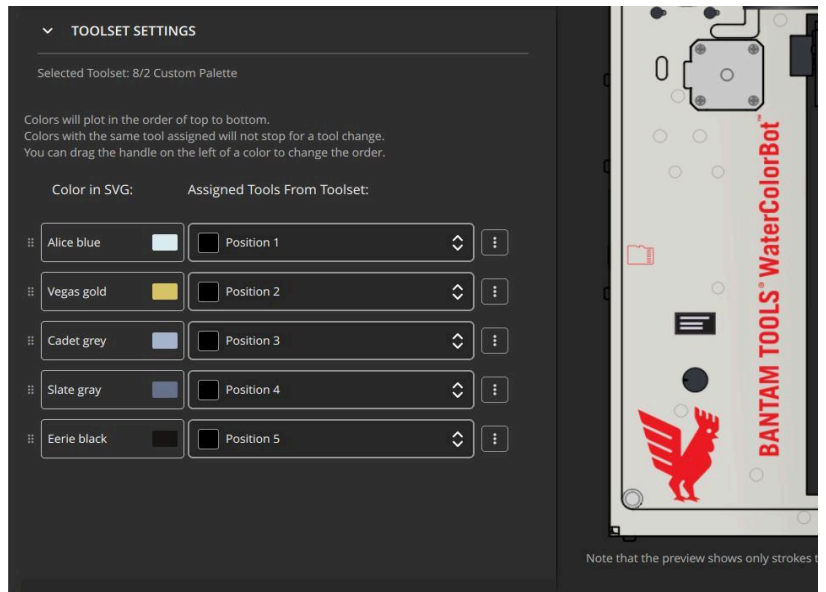 TOOLSET SETTINGS
Selected Toolset: 8/2 Custom Palette
Colors will plot in the order of top to bottom.
Colors with the same tool assigned will not stop for a tool change.
You can drag the handle on the left of a color to change the order.
Color in SVG: Assigned Tools From Toolset:
Alice blue Position 1
Vegas gold Position 2
Cadet grey Position 3
Slate gray Position 4
Eerie black Position 5
BANTAM TOOLS® WaterColorBot™
Note that the preview shows only strokes